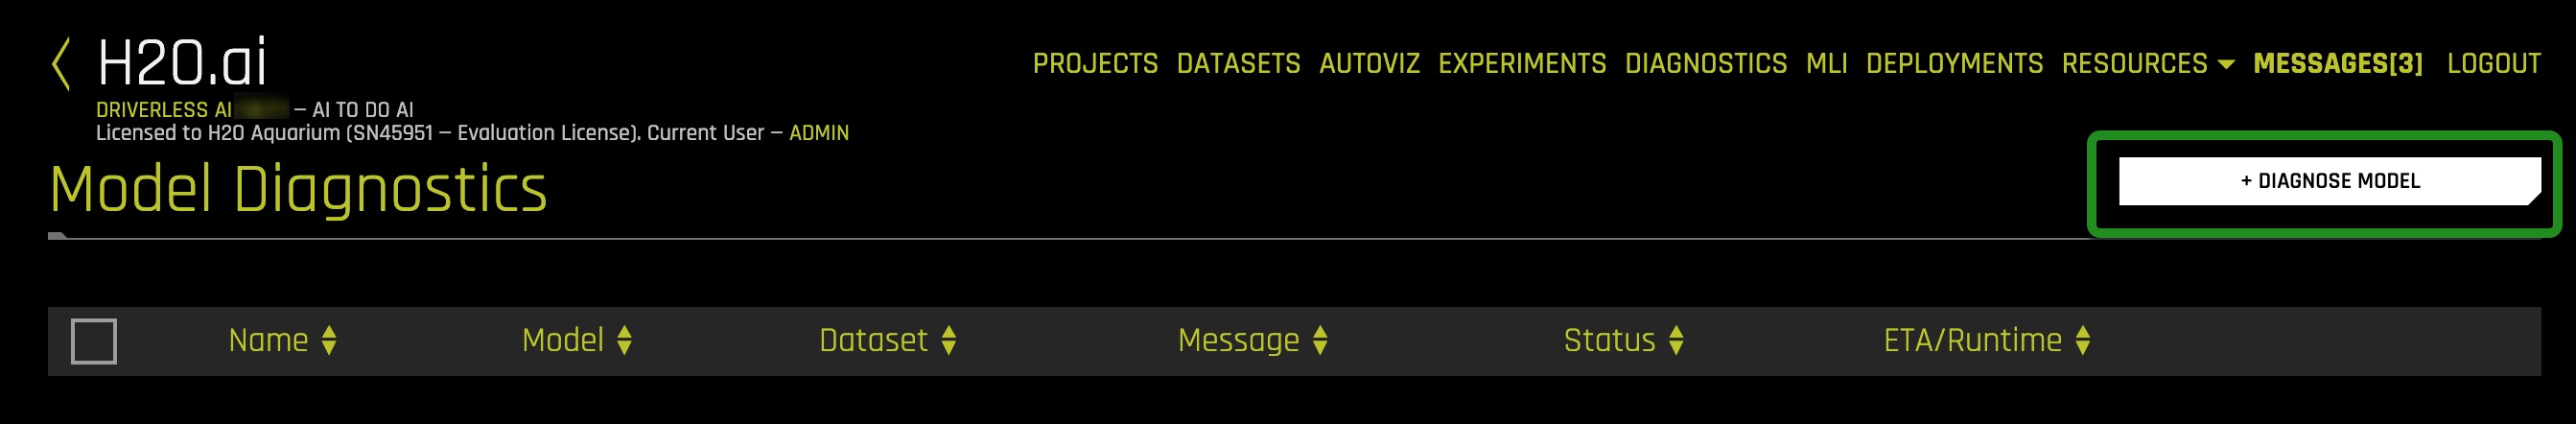 H2O.ai
PROJECTS DATASETS AUTOVIZ EXPERIMENTS DIAGNOSTICS MLI DEPLOYMENTS RESOURCES MESSAGES[3] LOGOUT
DRIVERLESS AI – AI TO DO AI
Licensed to H2O Aquarium (SN45951 – Evaluation License). Current User – ADMIN
Model Diagnostics
+ DIAGNOSE MODEL
Name Model Dataset Message Status ETA/Runtime